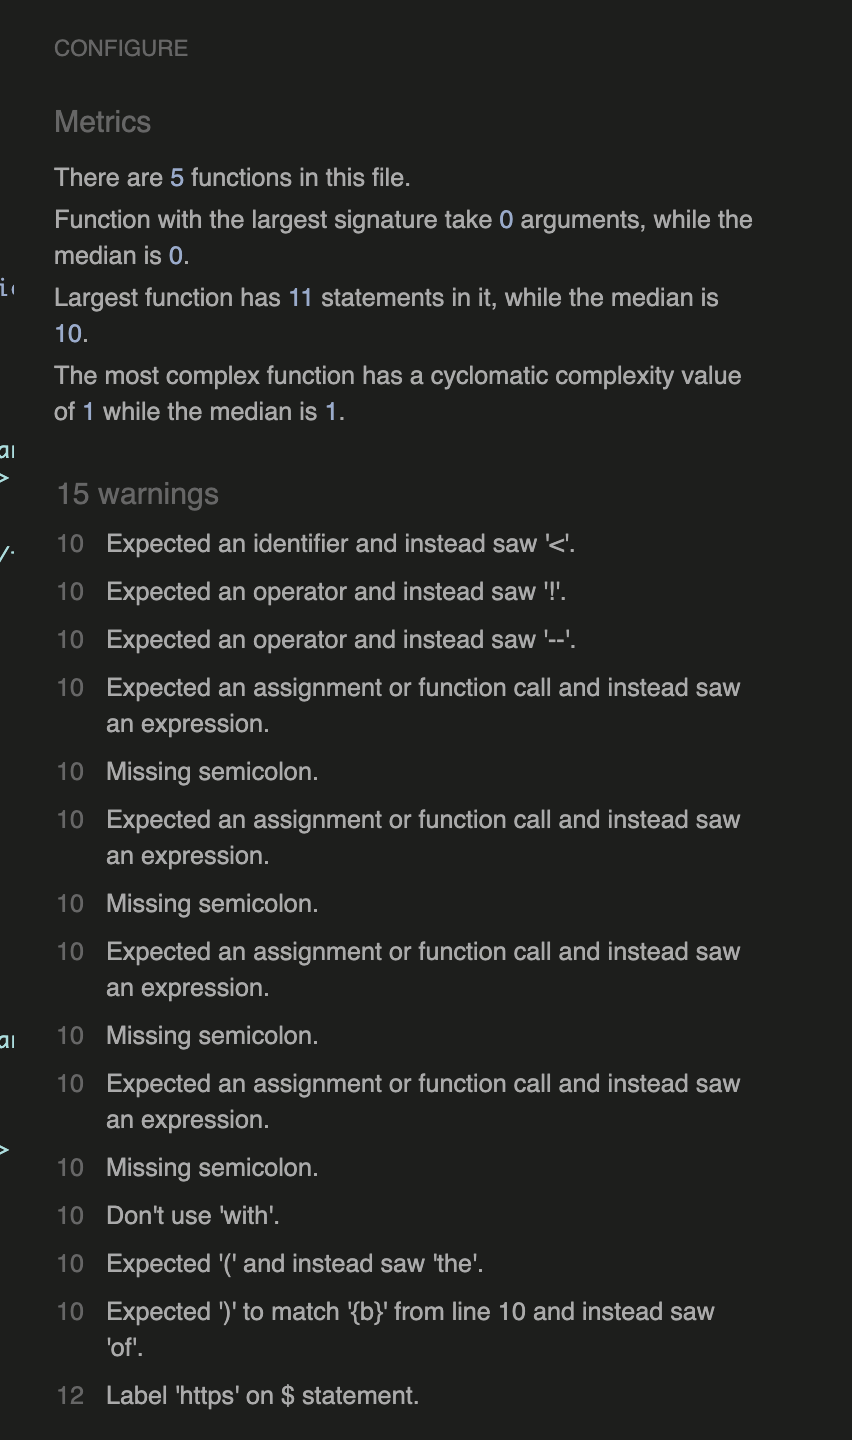 CONFIGURE
Metrics
There are 5 functions in this file.
Function with the largest signature take 0 arguments, while the
median is 0.
Largest function has 11 statements in it, while the median is
10.
The most complex function has a cyclomatic complexity value
of 1 while the median is 1.
15 warnings
10 Expected an identifier and instead saw '<'.
10 Expected an operator and instead saw '!'.
10 Expected an operator and instead saw '--'.
10 Expected an assignment or function call and instead saw
an expression.
10 Missing semicolon.
10 Expected an assignment or function call and instead saw
an expression.
10 Missing semicolon.
10 Expected an assignment or function call and instead saw
an expression.
10 Missing semicolon.
10 Expected an assignment or function call and instead saw
an expression.
10 Missing semicolon.
10 Don't use 'with'.
10 Expected '(' and instead saw 'the'.
10 Expected ')' to match '{b}' from line 10 and instead saw
'of'.
12 Label 'https' on $ statement.